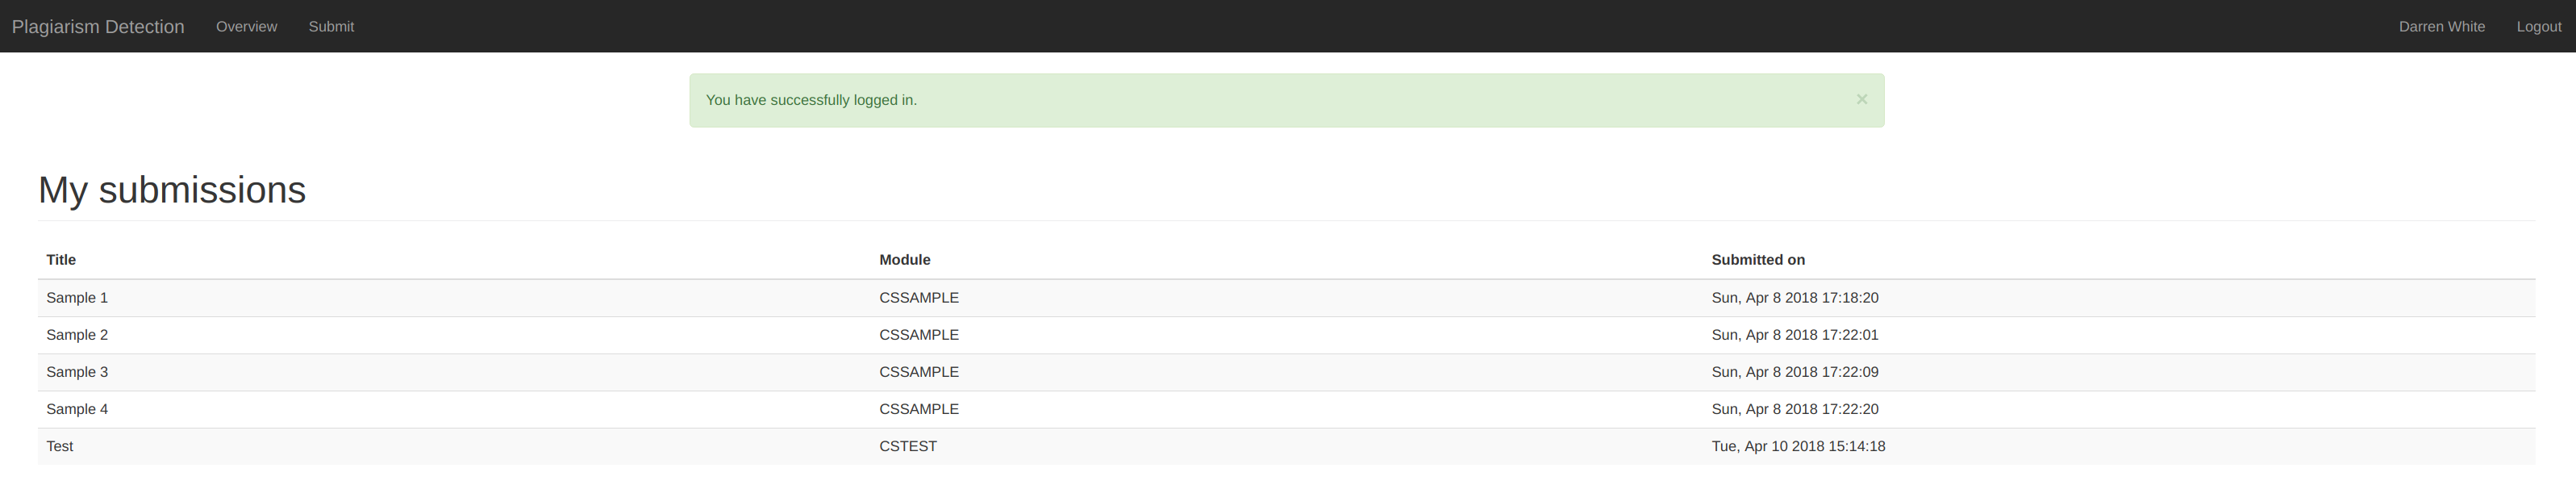 Plagiarism Detection Overview Submit Darren White Logout
You have successfully logged in. ×
My submissions
Title Module Submitted on
Sample 1 CSSAMPLE Sun, Apr 8 2018 17:18:20
Sample 2 CSSAMPLE Sun, Apr 8 2018 17:22:01
Sample 3 CSSAMPLE Sun, Apr 8 2018 17:22:09
Sample 4 CSSAMPLE Sun, Apr 8 2018 17:22:20
Test CSTEST Tue, Apr 10 2018 15:14:18